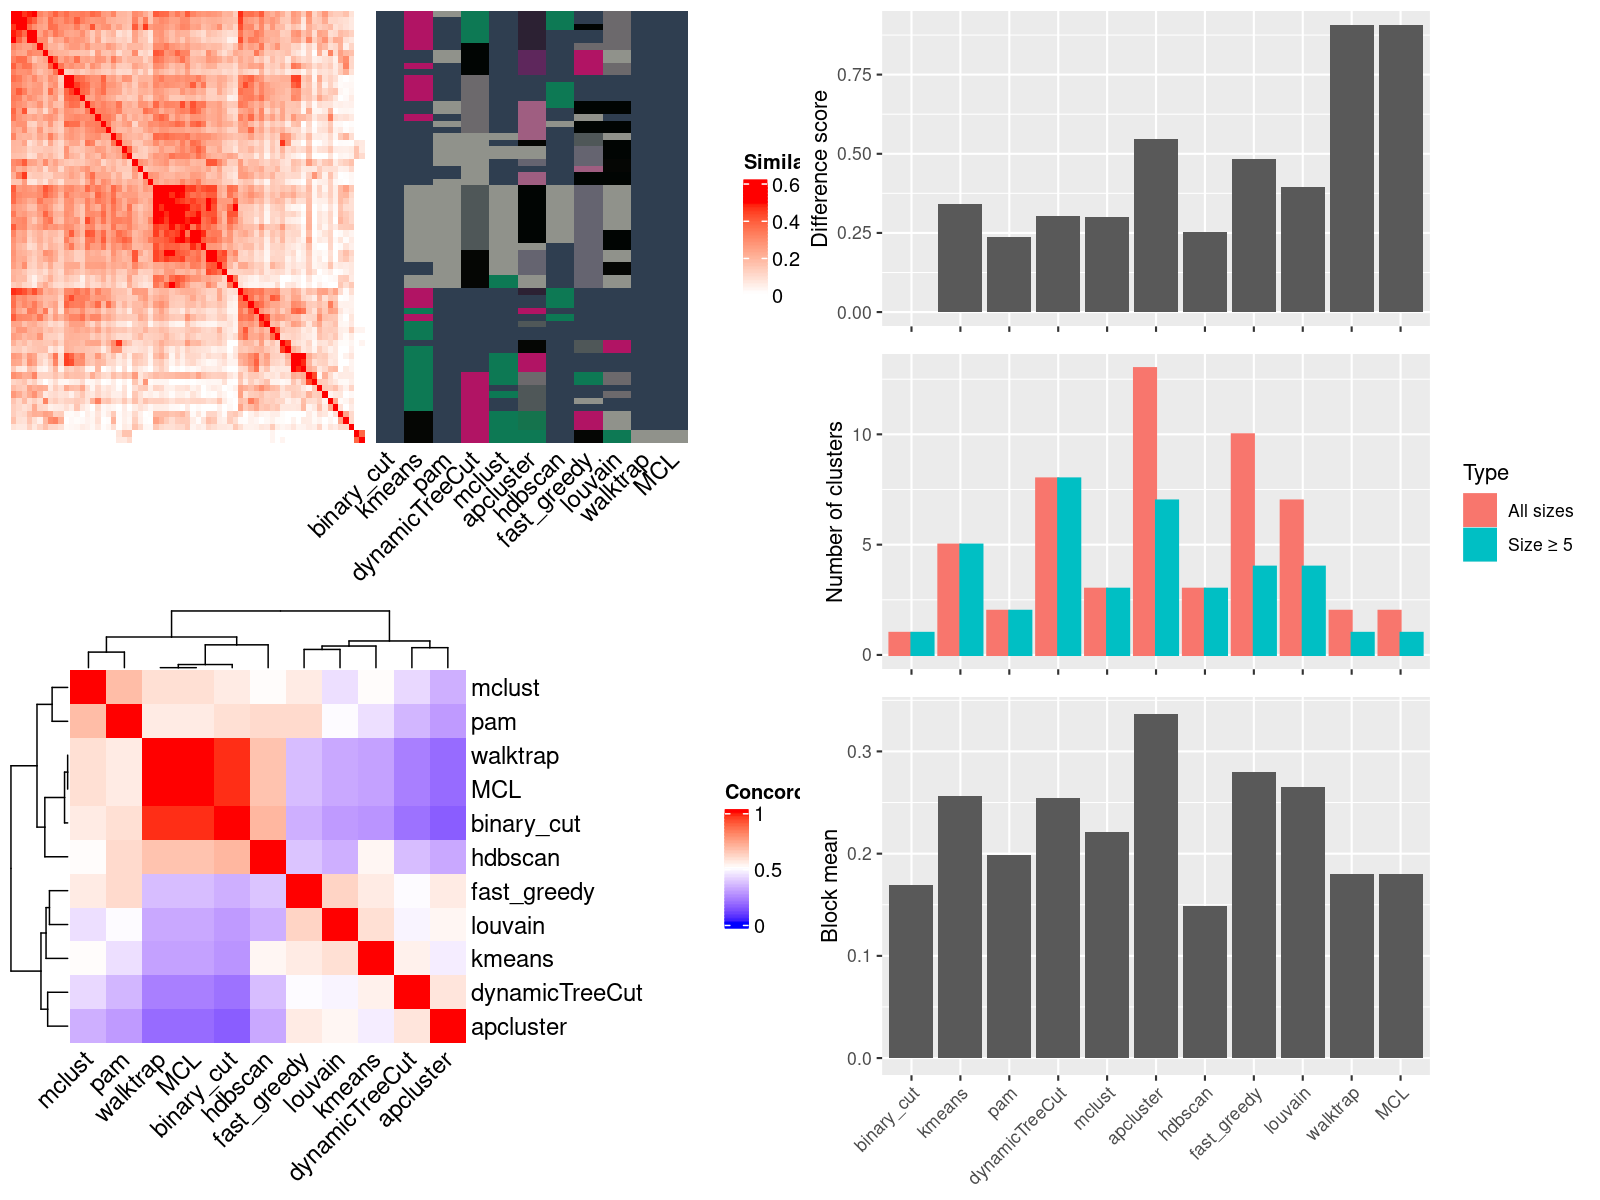 Simila
0.6
0.4
0.2
0
binary_cut
kmeans
pam
dynamicTreeCut
mclust
apcluster
hdbscan
fast_greedy
louvain
walktrap
MCL
Difference score
0.75
0.50
0.25
0.00
Number of clusters
10
5
0
Type
All sizes
Size ≥ 5
mclust
pam
walktrap
MCL
binary_cut
hdbscan
fast_greedy
louvain
kmeans
dynamicTreeCut
apcluster
mclust
pam
walktrap
MCL
binary_cut
hdbscan
fast_greedy
louvain
kmeans
dynamicTreeCut
apcluster
Concord
1
0.5
0
Block mean
0.3
0.2
0.1
0.0
binary_cut
kmeans
pam
dynamicTreeCut
mclust
apcluster
hdbscan
fast_greedy
louvain
walktrap
MCL